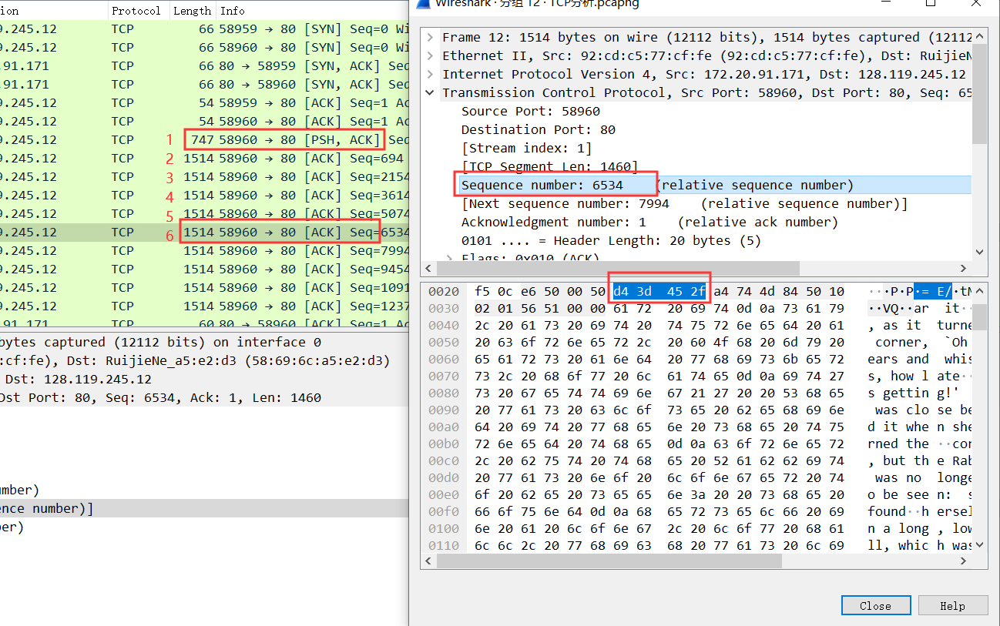 ion Protocol Length Info
9.245.12 TCP 66 58959 → 80 [SYN] Seq=0 Wi
9.245.12 TCP 66 58960 → 80 [SYN] Seq=0 Wi
.91.171 TCP 66 80 → 58959 [SYN, ACK] Seq
.91.171 TCP 66 80 → 58960 [SYN, ACK] Seq
9.245.12 TCP 54 58959 → 80 [ACK] Seq=1 Ac
9.245.12 TCP 54 58960 → 80 [ACK] Seq=1 Ac
9.245.12 TCP 1 747 58960 → 80 [PSH, ACK] Seq
9.245.12 TCP 2 1514 58960 → 80 [ACK] Seq=694
9.245.12 TCP 3 1514 58960 → 80 [ACK] Seq=2154
9.245.12 TCP 4 1514 58960 → 80 [ACK] Seq=3614
9.245.12 TCP 5 1514 58960 → 80 [ACK] Seq=5074
9.245.12 TCP 6 1514 58960 → 80 [ACK] Seq=6534
9.245.12 TCP 1514 58960 → 80 [ACK] Seq=7994
9.245.12 TCP 1514 58960 → 80 [ACK] Seq=9454
9.245.12 TCP 1514 58960 → 80 [ACK] Seq=1091
9.245.12 TCP 1514 58960 → 80 [ACK] Seq=1237
.91.171 TCP 60 80 → 58960 [ACK] Seq=1 Ac
bytes captured (12112 bits) on interface 0
:cf:fe), Dst: RuijieNe_a5:e2:d3 (58:69:6c:a5:e2:d3)
Dst: 128.119.245.12
Dst Port: 80, Seq: 6534, Ack: 1, Len: 1460
umber)
ence number)]
ber)
Wireshark · 分组 12 · TCP分析.pcapng
Frame 12: 1514 bytes on wire (12112 bits), 1514 bytes captured (12112
Ethernet II, Src: 92:cd:c5:77:cf:fe (92:cd:c5:77:cf:fe), Dst: RuijieN
Internet Protocol Version 4, Src: 172.20.91.171, Dst: 128.119.245.12
Transmission Control Protocol, Src Port: 58960, Dst Port: 80, Seq: 65
Source Port: 58960
Destination Port: 80
[Stream index: 1]
[TCP Segment Len: 1460]
Sequence number: 6534 (relative sequence number)
[Next sequence number: 7994 (relative sequence number)]
Acknowledgment number: 1 (relative ack number)
0101 .... = Header Length: 20 bytes (5)
Flags: 0x010 (ACK)
0020 f5 0c e6 50 00 50 d4 3d 45 2f a4 74 4d 84 50 10 ···P·P·= E/·tM
0030 02 01 56 51 00 00 61 72 20 69 74 0d 0a 73 61 79 ··VQ··ar it··
0040 2c 20 61 73 20 69 74 20 74 75 72 6e 65 64 20 61 , as it turne
0050 20 63 6f 72 6e 65 72 2c 20 60 4f 68 20 6d 79 20 corner, `Oh
0060 65 61 72 73 20 61 6e 64 20 77 68 69 73 6b 65 72 ears and whis
0070 73 2c 20 68 6f 77 20 6c 61 74 65 0d 0a 69 74 27 s, how l ate··
0080 73 20 67 65 74 74 69 6e 67 21 27 20 20 53 68 65 s gettin g!'
0090 20 77 61 73 20 63 6c 6f 73 65 20 62 65 68 69 6e was clo se be
00a0 64 20 69 74 20 77 68 65 6e 20 73 68 65 20 74 75 d it whe n she
00b0 72 6e 65 64 20 74 68 65 0d 0a 63 6f 72 6e 65 72 rned the ··cor
00c0 2c 20 62 75 74 20 74 68 65 20 52 61 62 62 69 74 , but th e Rab
00d0 20 77 61 73 20 6e 6f 20 6c 6f 6e 67 65 72 20 74 was no longe
00e0 6f 20 62 65 20 73 65 65 6e 3a 20 20 73 68 65 20 o be see n: s
00f0 66 6f 75 6e 64 0d 0a 68 65 72 73 65 6c 66 20 69 found··h ersel
0100 6e 20 61 20 6c 6f 6e 67 2c 20 6c 6f 77 20 68 61 n a long , low
0110 6c 6c 2c 20 77 68 69 63 68 20 77 61 73 20 6c 69 ll, whic h was
Close Help